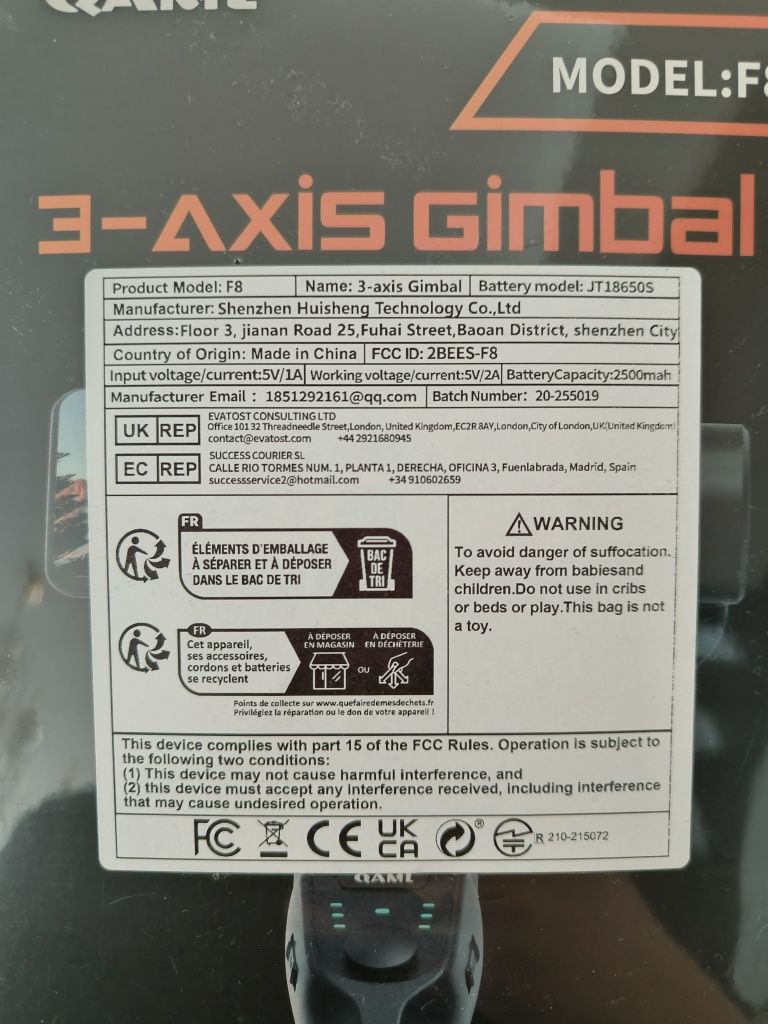 MODEL:F8
3-AXIS Gimbal
Product Model: F8 Name: 3-axis Gimbal Battery model: JT18650S
Manufacturer: Shenzhen Huisheng Technology Co.,Ltd
Address:Floor 3, jianan Road 25,Fuhai Street,Baoan District, shenzhen City
Country of Origin: Made in China FCC ID: 2BEES-F8
Input voltage/current:5V/1A Working voltage/current:5V/2A BatteryCapacity:2500mah
Manufacturer Email : 1851292161@qq.com Batch Number: 20-255019
UK REP
EVATOST CONSULTING LTD
Office 101 32 Threadneedle Street,London, United Kingdom,EC2R 8AY,London,City of London,UK(United Kingdom)
contact@evatost.com +44 2921680945
EC REP
SUCCESS COURIER SL
CALLE RIO TORMES NUM. 1, PLANTA 1, DERECHA, OFICINA 3, Fuenlabrada, Madrid, Spain
successservice2@hotmail.com +34 910602659
FR
ÉLÉMENTS D'EMBALLAGE
À SÉPARER ET À DÉPOSER
DANS LE BAC DE TRI
BAC
DE
TRI
FR
Cet appareil,
ses accessoires,
cordons et batteries
se recyclent
À DÉPOSER
EN MAGASIN
OU
À DÉPOSER
EN DÉCHÈTERIE
Points de collecte sur www.quefairedemesdechets.fr
Privilégiez la réparation ou le don de votre appareil !
WARNING
To avoid danger of suffocation.
Keep away from babiesand
children.Do not use in cribs
or beds or play.This bag is not
a toy.
This device complies with part 15 of the FCC Rules. Operation is subject to
the following two conditions:
(1) This device may not cause harmful interference, and
(2) this device must accept any interference received, including interference
that may cause undesired operation.
FC CE UK
CA ® R 210-215072
QAML